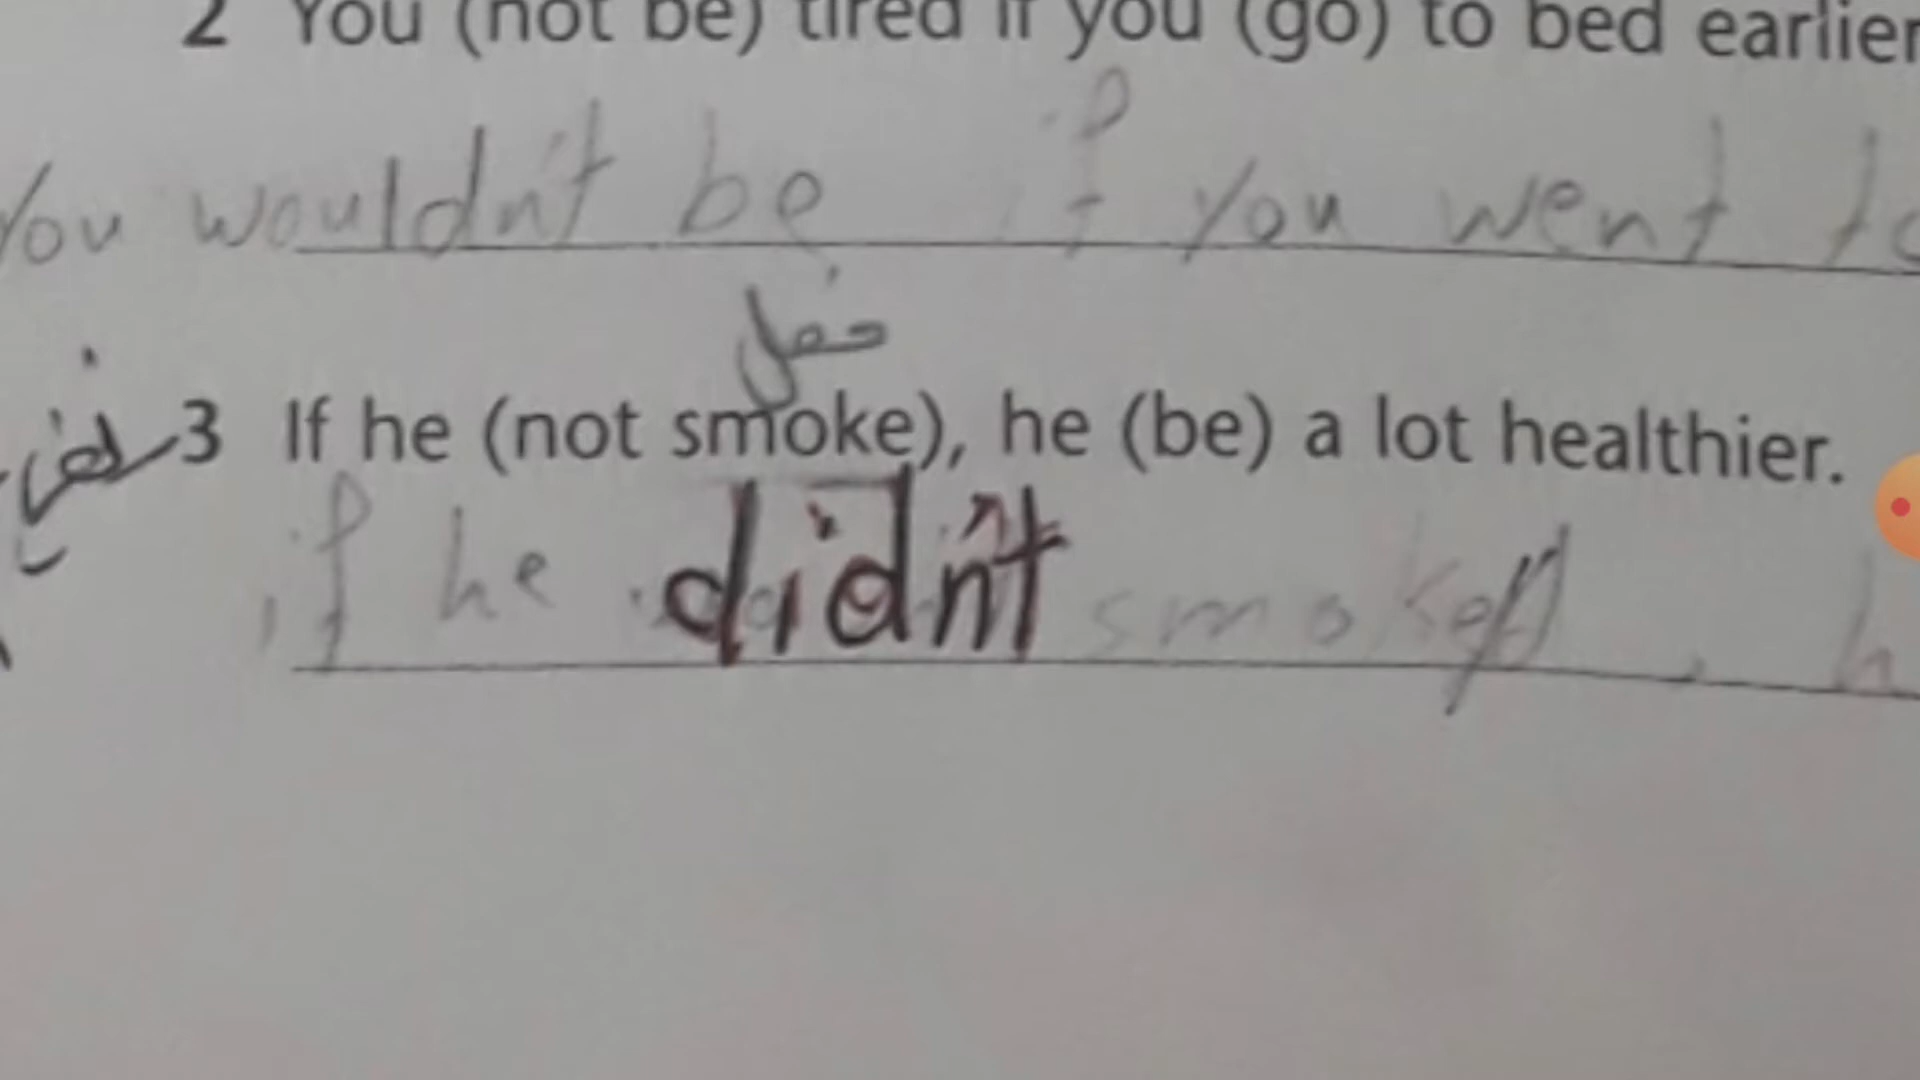 2 You (not be) tired if you (go) to bed earlier
You wouldn't be if you went to
فعل
3 If he (not smoke), he (be) a lot healthier.
if he didn't smoked, h